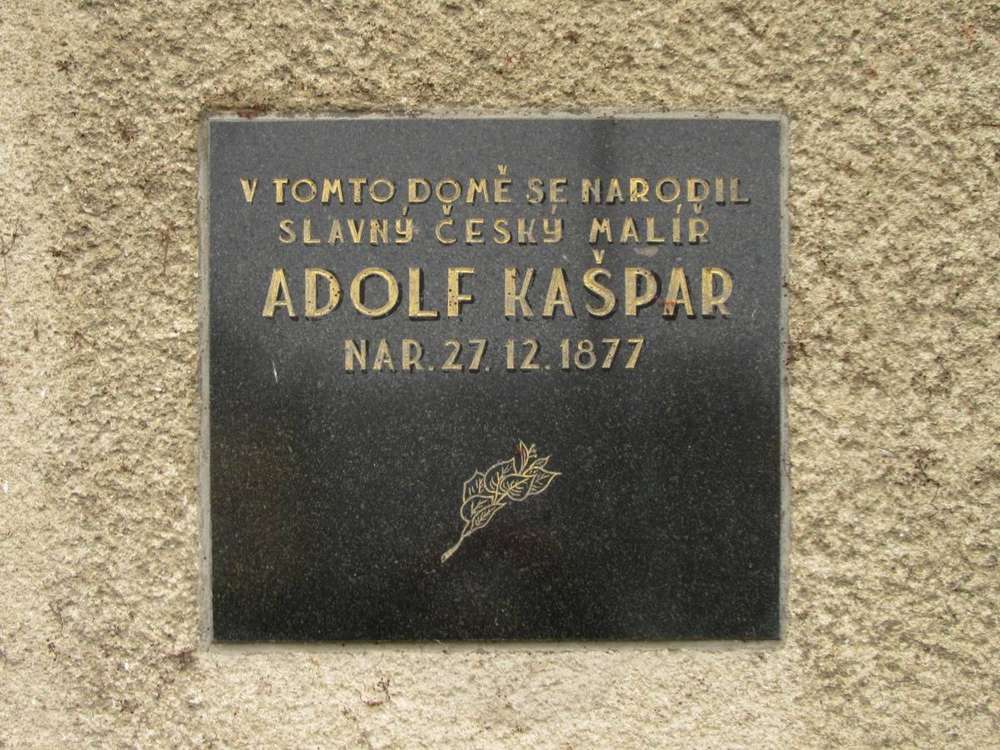 V TOMTO DOMĚ SE NARODIL
SLAVNÝ ČESKÝ MALÍŘ
ADOLF KAŠPAR
NAR. 27. 12. 1877